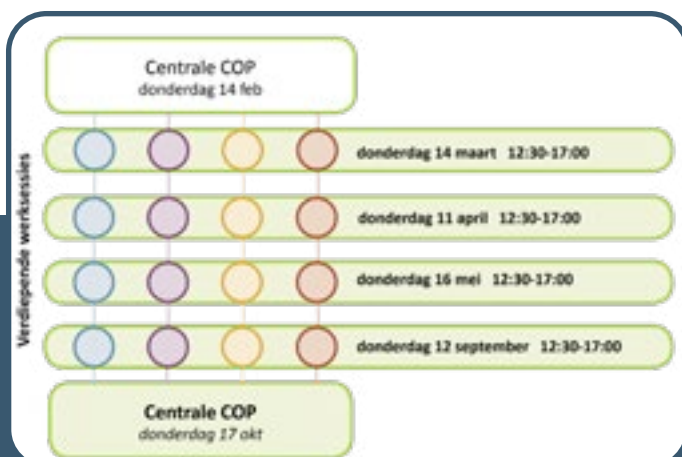 Centrale COP
donderdag 14 feb
Verdiepende werksessies
donderdag 14 maart 12:30-17:00
donderdag 11 april 12:30-17:00
donderdag 16 mei 12:30-17:00
donderdag 12 september 12:30-17:00
Centrale COP
donderdag 17 okt